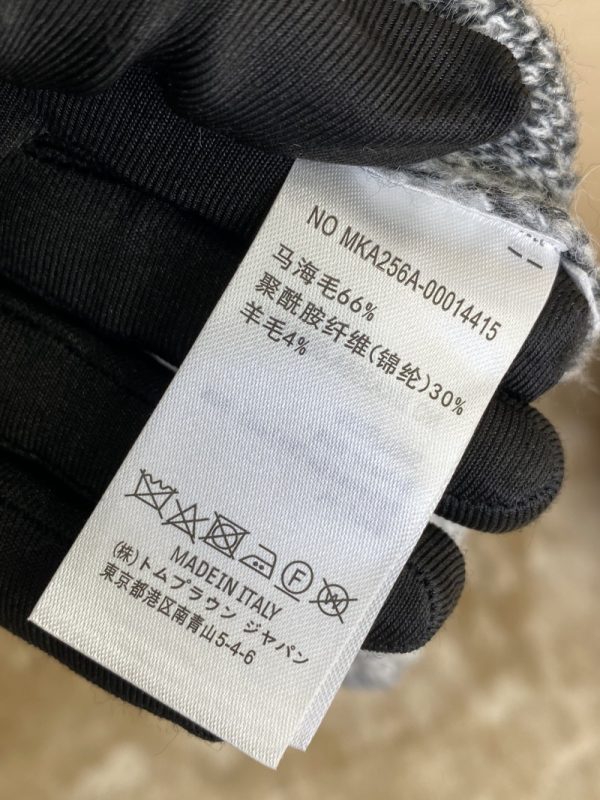 NO MKA256A-00014415
马海毛66%
聚酰胺纤维(锦纶)30%
羊毛4%
F
W
MADE IN ITALY
(株)トムブラウン ジャパン
東京都港区南青山5-4-6